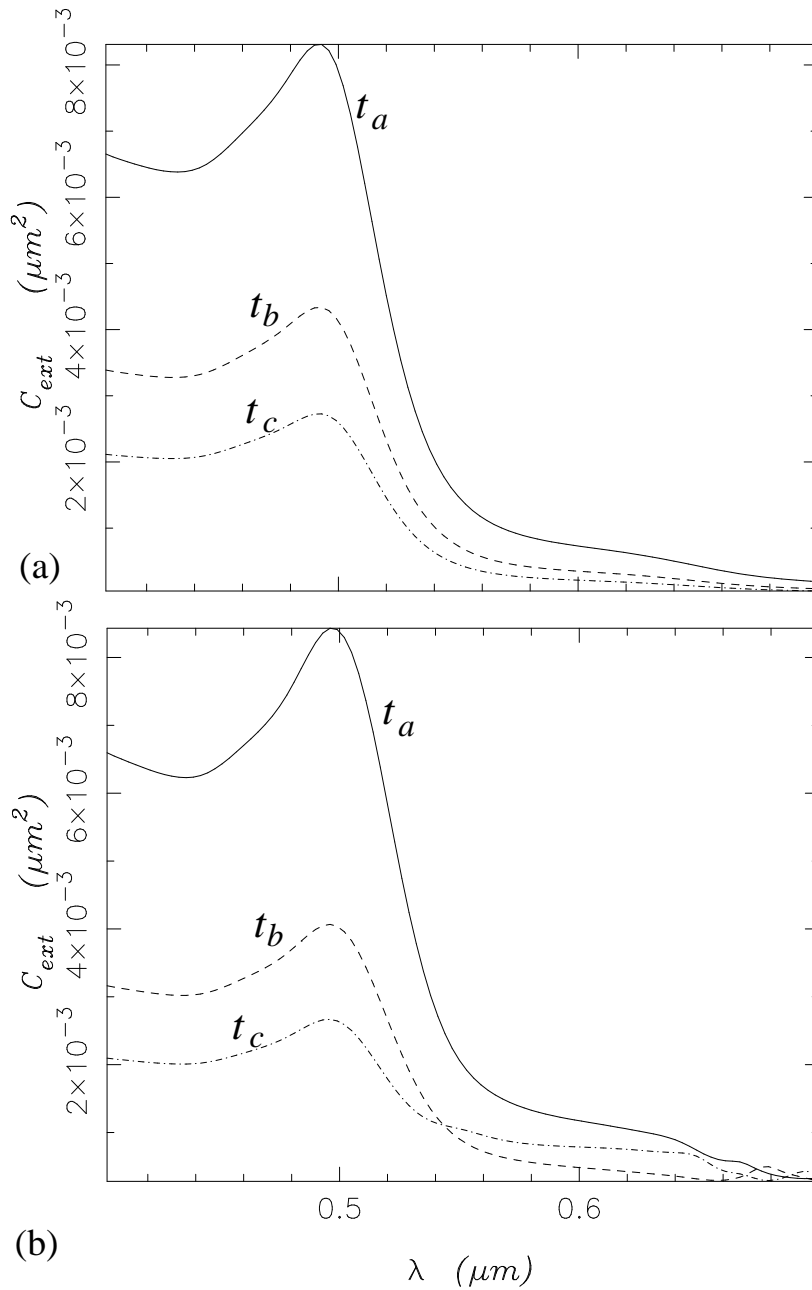 8×10⁻³
6×10⁻³
4×10⁻³
2×10⁻³
C_ext (μm²)
t_a
t_b
t_c
(a)
8×10⁻³
6×10⁻³
4×10⁻³
2×10⁻³
C_ext (μm²)
t_a
t_b
t_c
0.5 0.6
(b)
λ (μm)